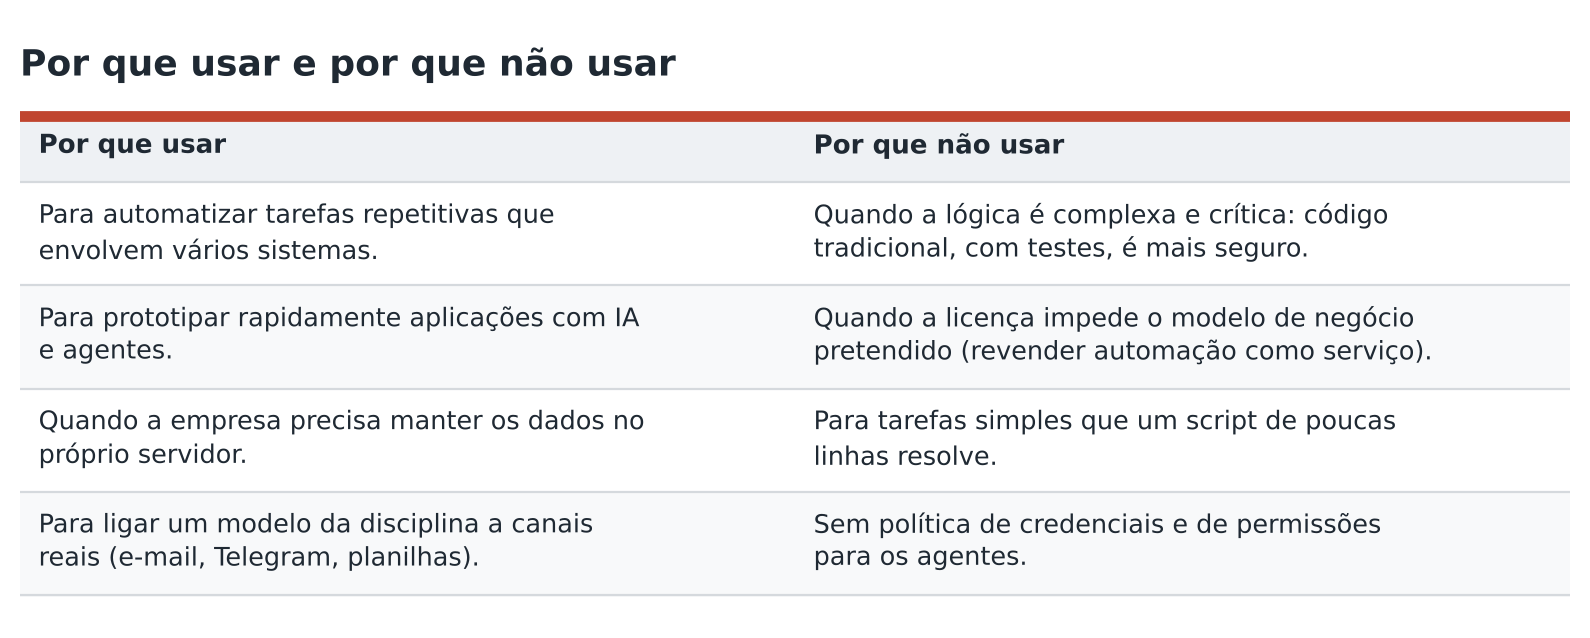 Por que usar e por que não usar
Por que usar
Por que não usar
Para automatizar tarefas repetitivas que
envolvem vários sistemas.
Quando a lógica é complexa e crítica: código
tradicional, com testes, é mais seguro.
Para prototipar rapidamente aplicações com IA
e agentes.
Quando a licença impede o modelo de negócio
pretendido (revender automação como serviço).
Quando a empresa precisa manter os dados no
próprio servidor.
Para tarefas simples que um script de poucas
linhas resolve.
Para ligar um modelo da disciplina a canais
reais (e-mail, Telegram, planilhas).
Sem política de credenciais e de permissões
para os agentes.